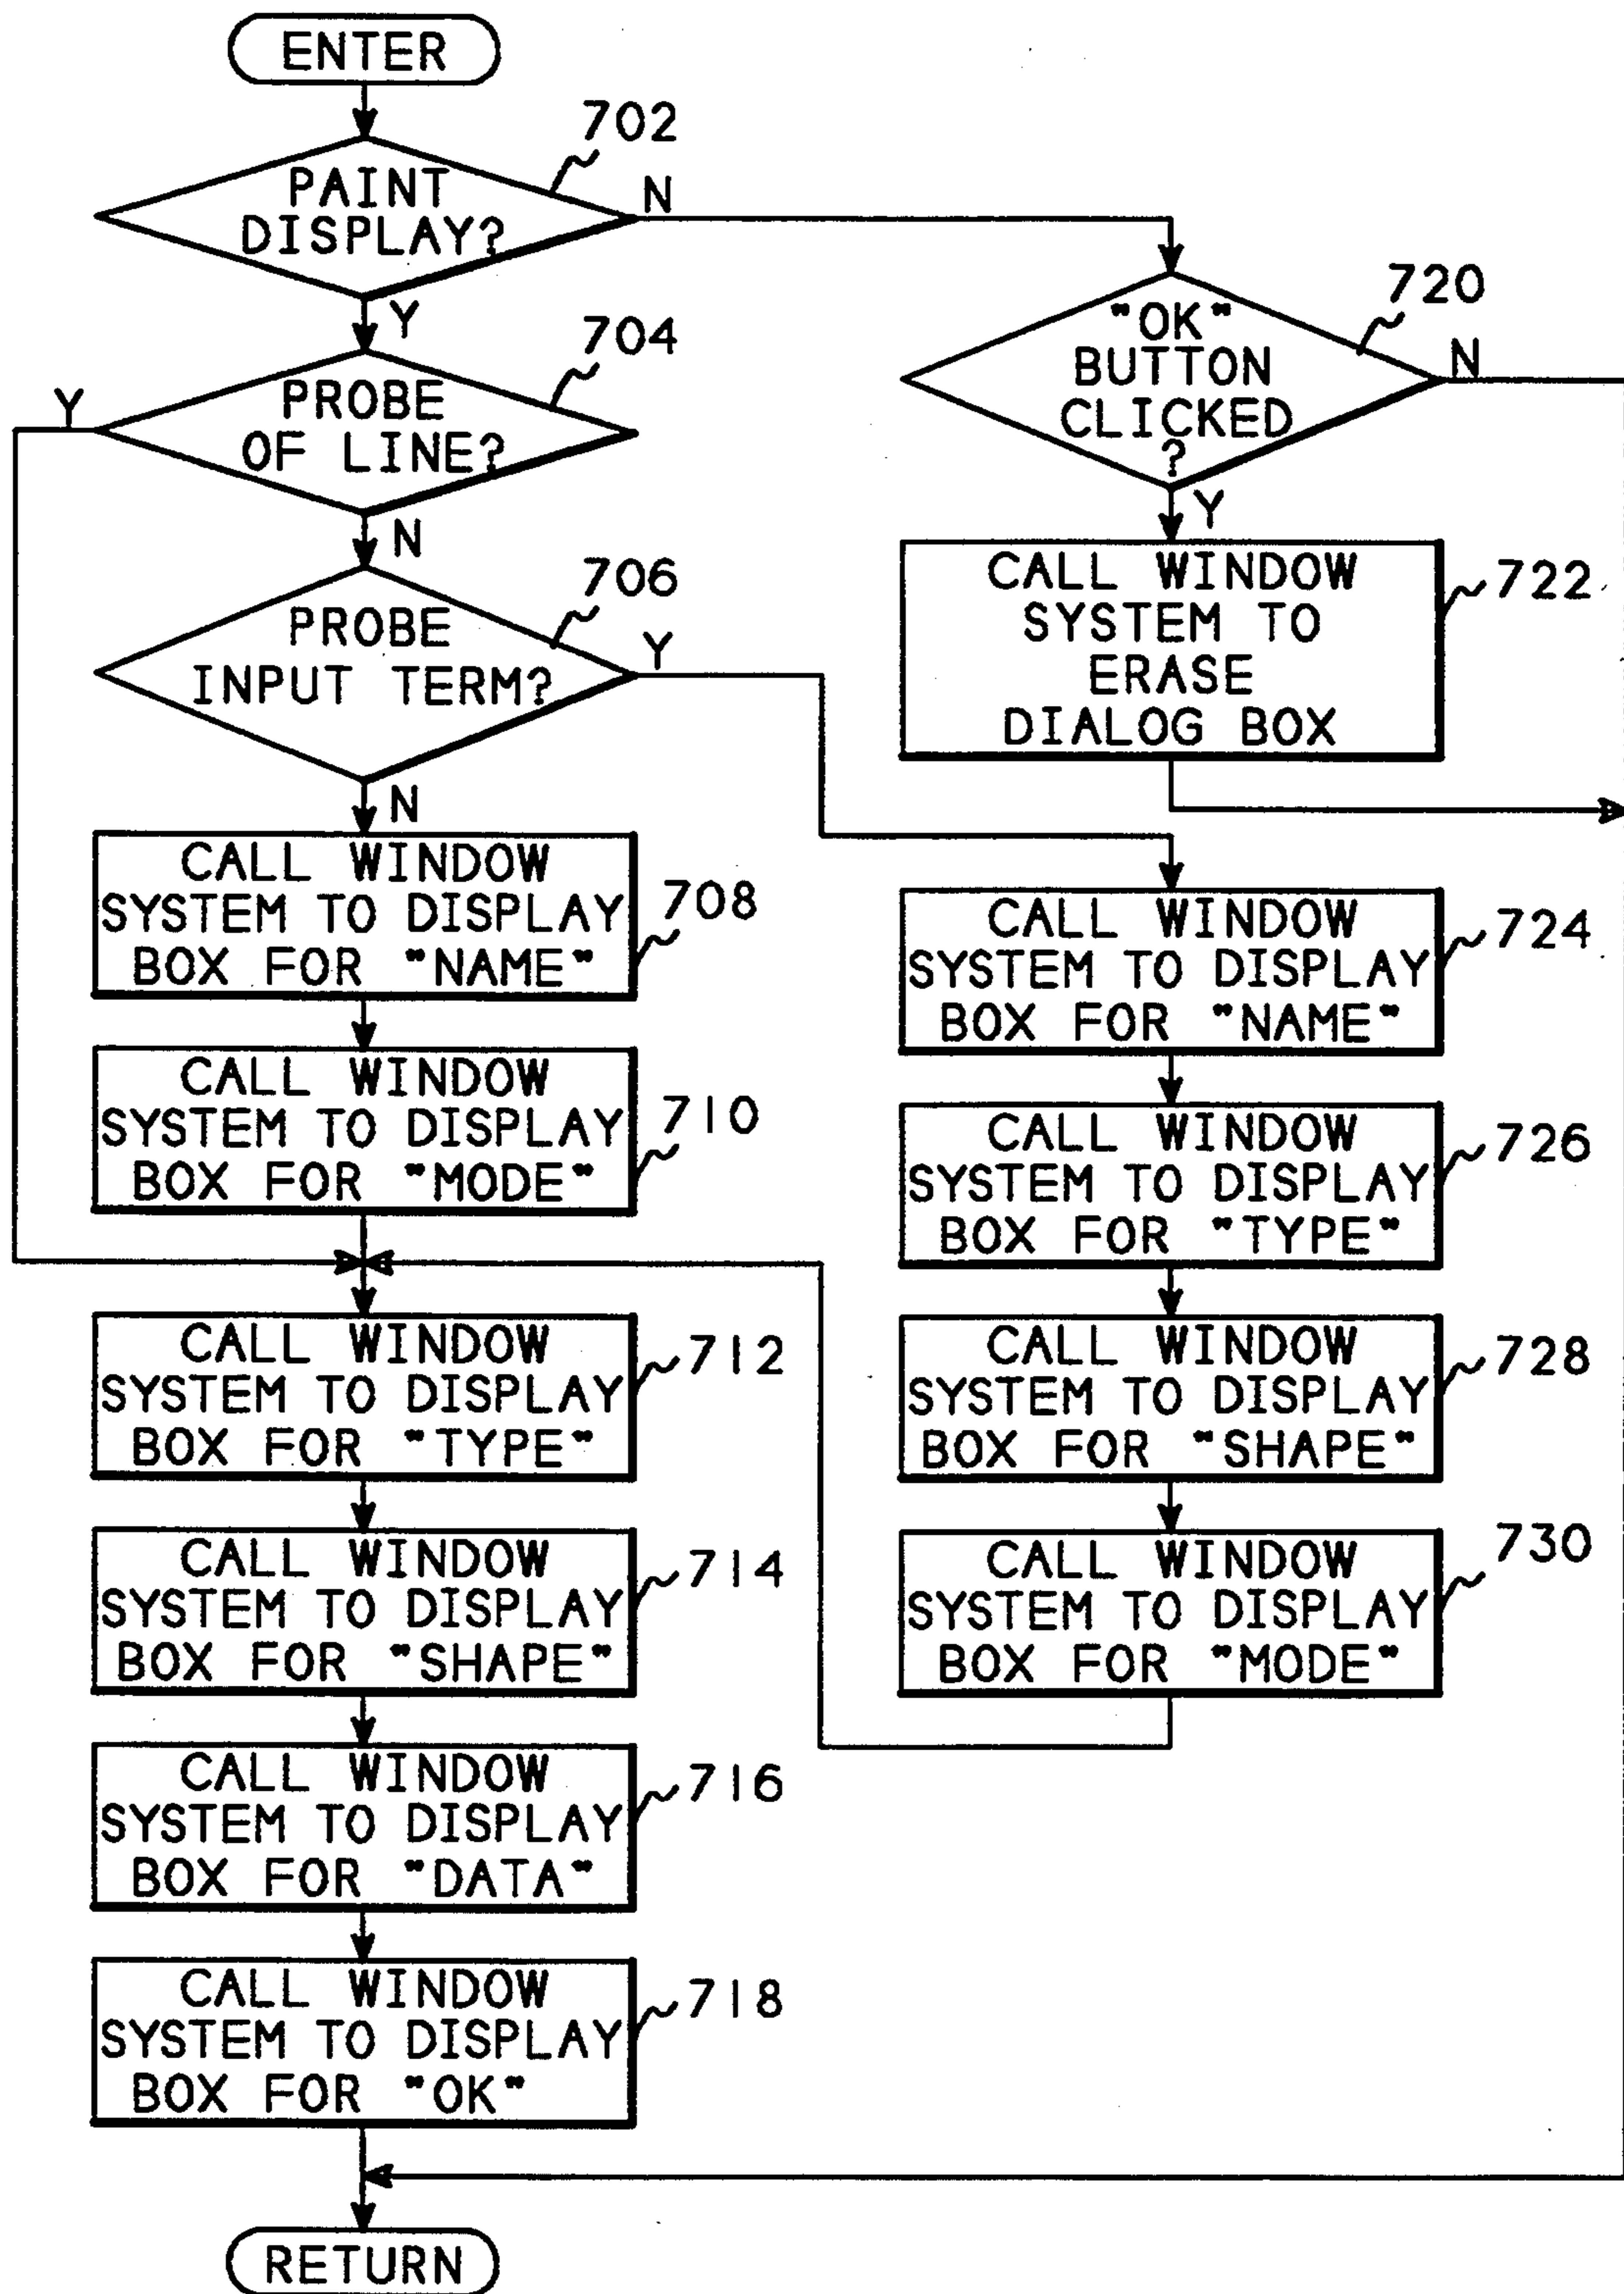 ENTER
702
PAINT
DISPLAY?
N
Y
704
PROBE
OF LINE?
Y
N
706
PROBE
INPUT TERM?
Y
N
CALL WINDOW
SYSTEM TO DISPLAY
BOX FOR "NAME"
708
CALL WINDOW
SYSTEM TO DISPLAY
BOX FOR "MODE"
710
CALL WINDOW
SYSTEM TO DISPLAY
BOX FOR "TYPE"
712
CALL WINDOW
SYSTEM TO DISPLAY
BOX FOR "SHAPE"
714
CALL WINDOW
SYSTEM TO DISPLAY
BOX FOR "DATA"
716
CALL WINDOW
SYSTEM TO DISPLAY
BOX FOR "OK"
718
RETURN
720
"OK"
BUTTON
CLICKED
?
N
Y
CALL WINDOW
SYSTEM TO
ERASE
DIALOG BOX
722
CALL WINDOW
SYSTEM TO DISPLAY
BOX FOR "NAME"
724
CALL WINDOW
SYSTEM TO DISPLAY
BOX FOR "TYPE"
726
CALL WINDOW
SYSTEM TO DISPLAY
BOX FOR "SHAPE"
728
CALL WINDOW
SYSTEM TO DISPLAY
BOX FOR "MODE"
730